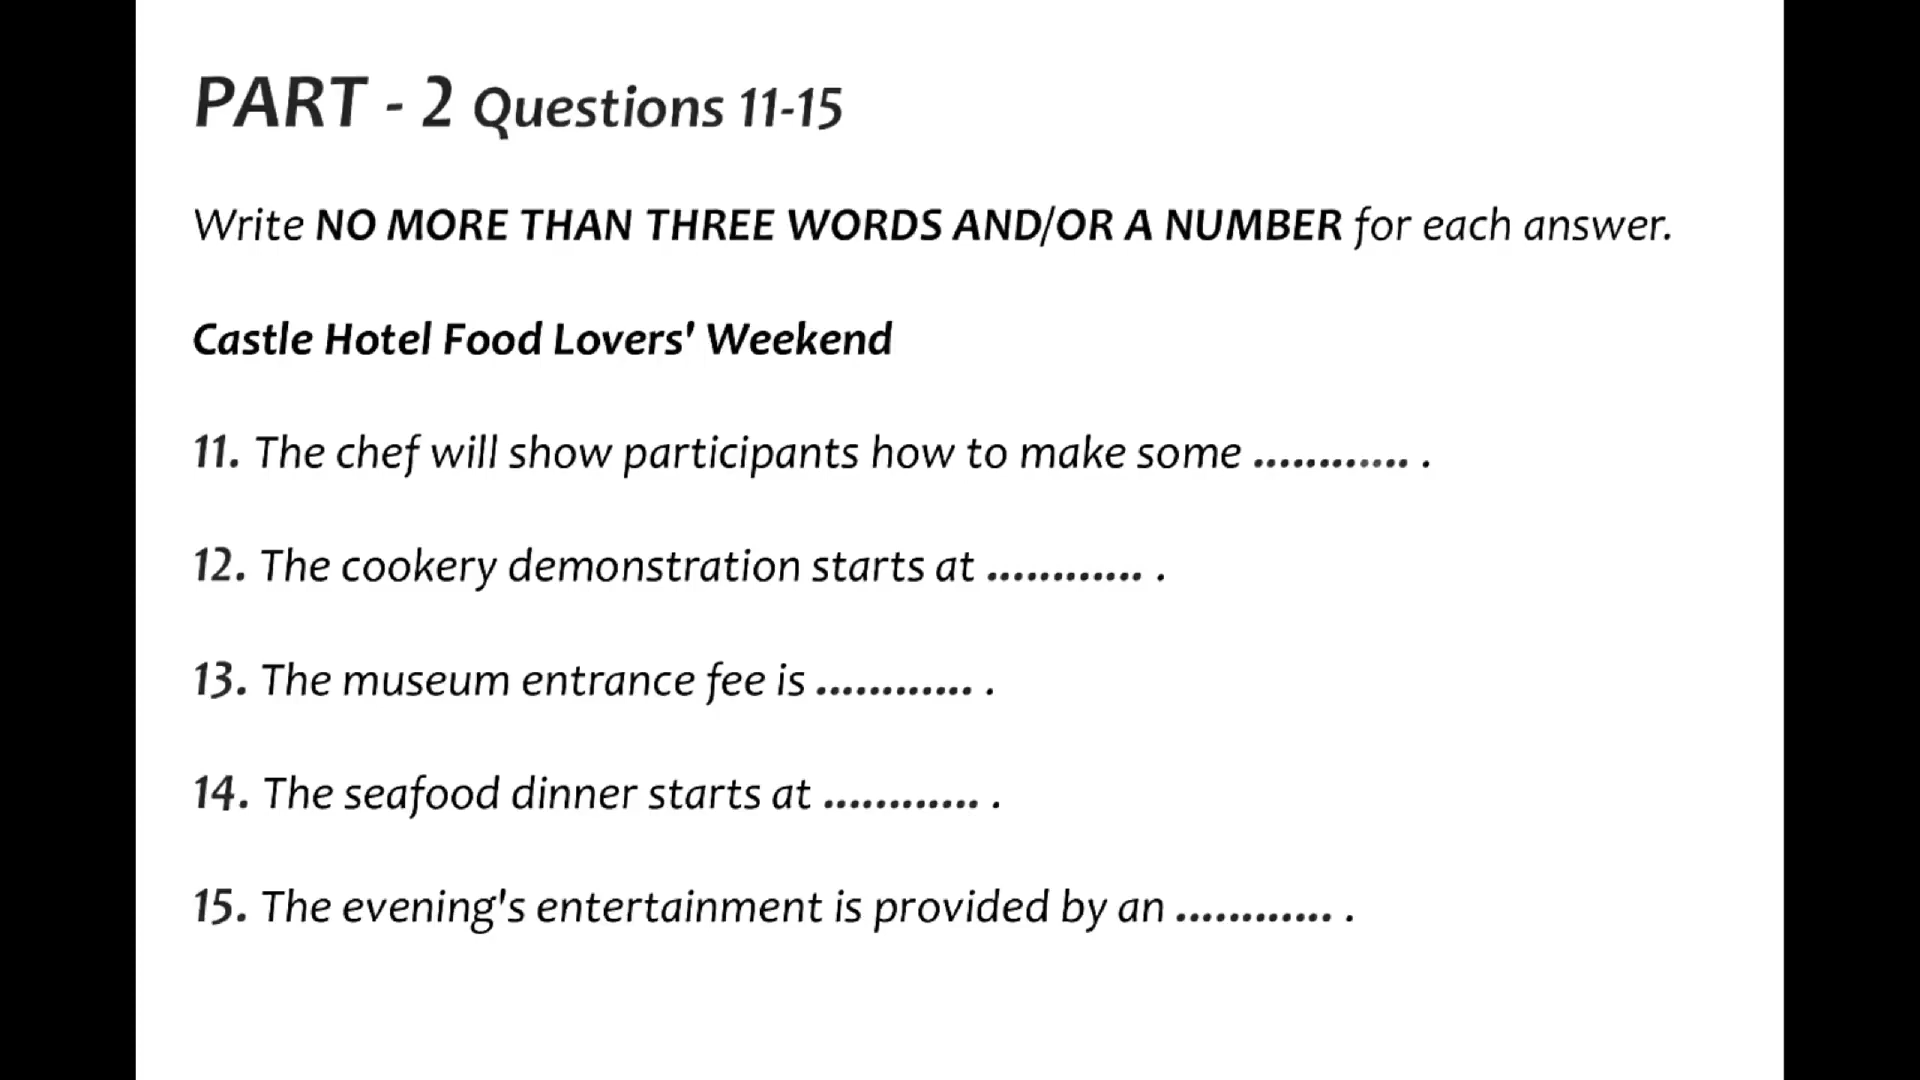 PART - 2 Questions 11-15
Write NO MORE THAN THREE WORDS AND/OR A NUMBER for each answer.
Castle Hotel Food Lovers' Weekend
11. The chef will show participants how to make some ............ .
12. The cookery demonstration starts at ............ .
13. The museum entrance fee is ............ .
14. The seafood dinner starts at ............ .
15. The evening's entertainment is provided by an ............ .